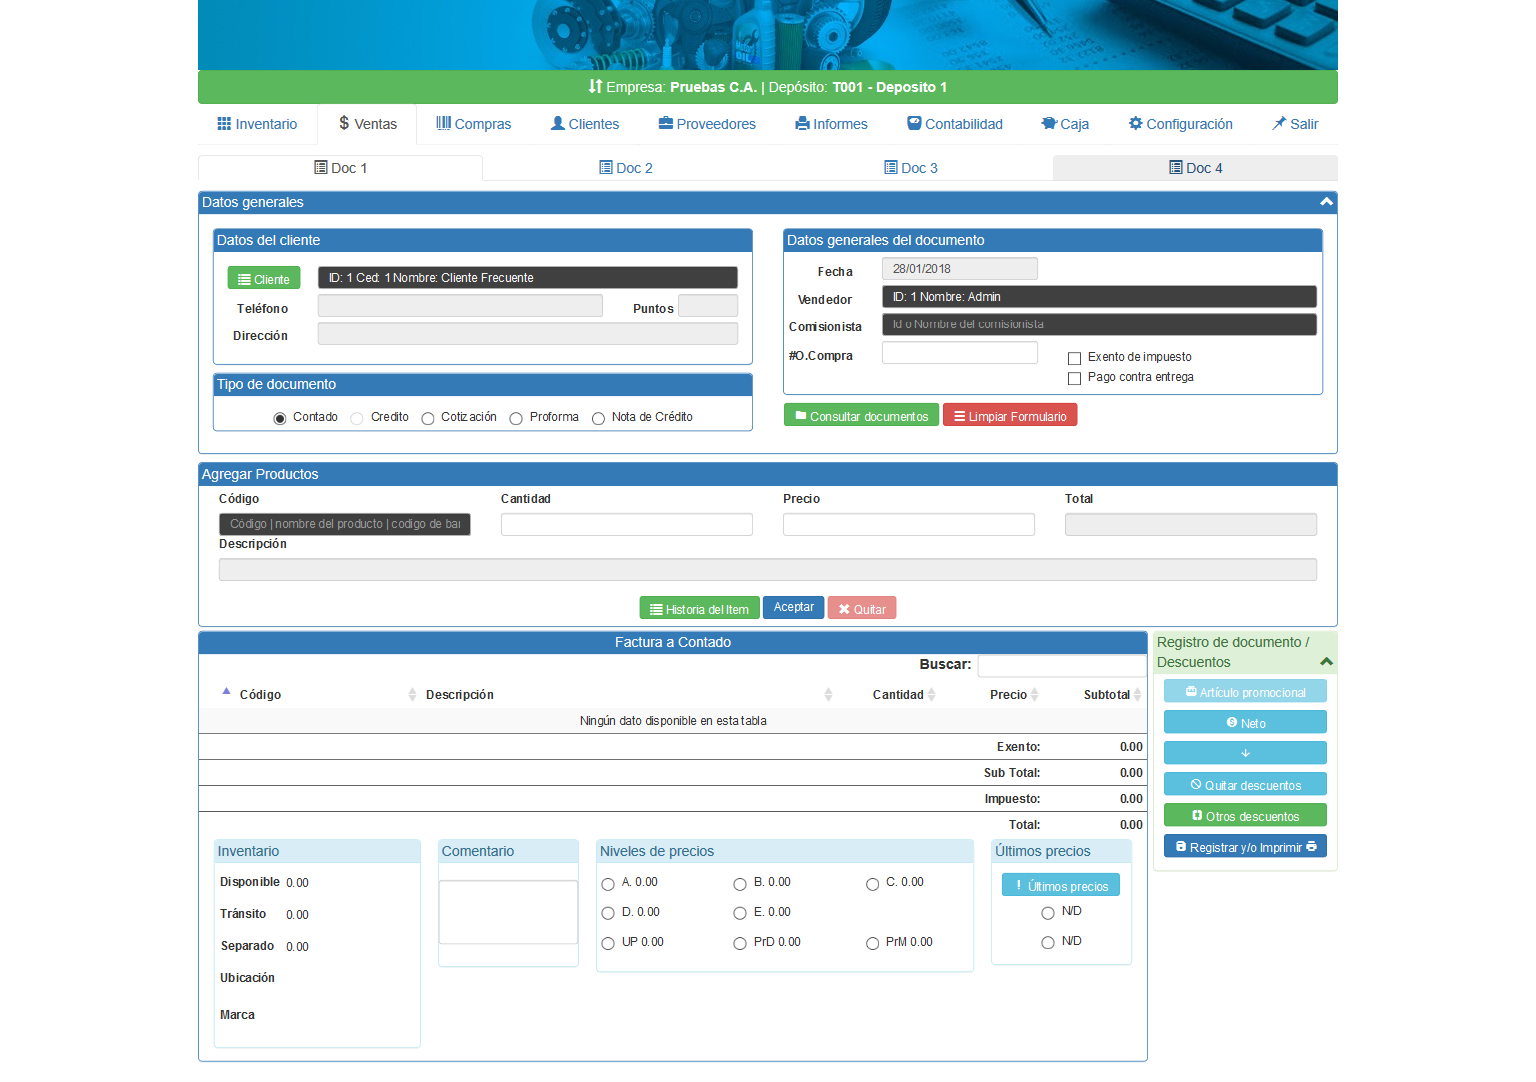 Empresa: Pruebas C.A. | Depósito: T001 - Deposito 1
Inventario Ventas Compras Clientes Proveedores Informes Contabilidad Caja Configuración Salir
Doc 1 Doc 2 Doc 3 Doc 4
Datos generales
Datos del cliente
Cliente ID: 1 Ced: 1 Nombre: Cliente Frecuente
Teléfono Puntos
Dirección
Tipo de documento
Contado Credito Cotización Proforma Nota de Crédito
Datos generales del documento
Fecha 28/01/2018
Vendedor ID: 1 Nombre: Admin
Comisionista Id o Nombre del comisionista
#O.Compra
Exento de impuesto
Pago contra entrega
Consultar documentos Limpiar Formulario
Agregar Productos
Código Cantidad Precio Total
Código | nombre del producto | codigo de bar
Descripción
Historia del Item Aceptar Quitar
Factura a Contado
Buscar:
Código Descripción Cantidad Precio Subtotal
Ningún dato disponible en esta tabla
Exento: 0.00
Sub Total: 0.00
Impuesto: 0.00
Total: 0.00
Inventario
Disponible 0.00
Tránsito 0.00
Separado 0.00
Ubicación
Marca
Comentario
Niveles de precios
A. 0.00 B. 0.00 C. 0.00
D. 0.00 E. 0.00
UP 0.00 PrD 0.00 PrM 0.00
Últimos precios
Últimos precios
N/D
N/D
Registro de documento /
Descuentos
Artículo promocional
Neto
Quitar descuentos
Otros descuentos
Registrar y/o Imprimir